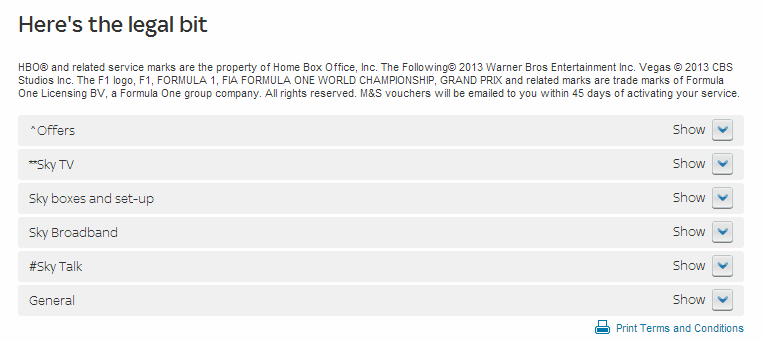 Here's the legal bit
HBO® and related service marks are the property of Home Box Office, Inc. The Following© 2013 Warner Bros Entertainment Inc. Vegas © 2013 CBS
Studios Inc. The F1 logo, F1, FORMULA 1, FIA FORMULA ONE WORLD CHAMPIONSHIP, GRAND PRIX and related marks are trade marks of Formula
One Licensing BV, a Formula One group company. All rights reserved. M&S vouchers will be emailed to you within 45 days of activating your service.
^Offers Show
**Sky TV Show
Sky boxes and set-up Show
Sky Broadband Show
#Sky Talk Show
General Show
Print Terms and Conditions